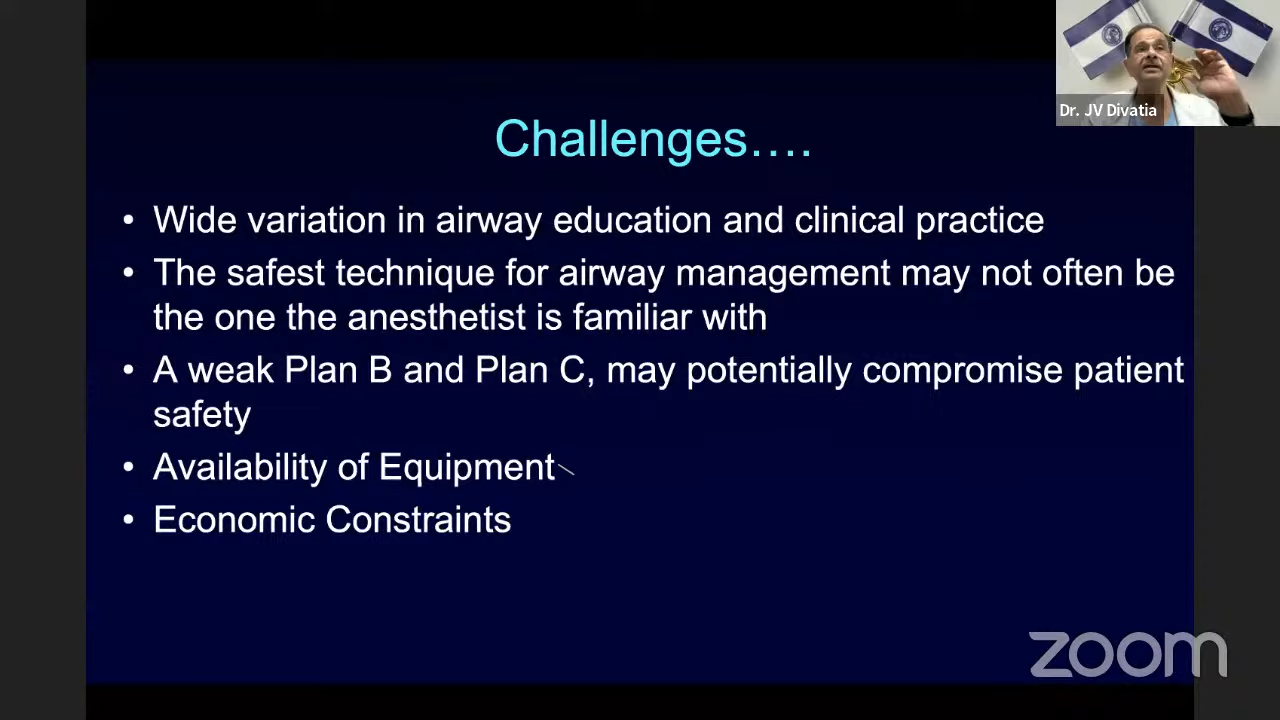 Dr. JV Divatia
Challenges….
• Wide variation in airway education and clinical practice
• The safest technique for airway management may not often be
the one the anesthetist is familiar with
• A weak Plan B and Plan C, may potentially compromise patient
safety
• Availability of Equipment
• Economic Constraints
zoom